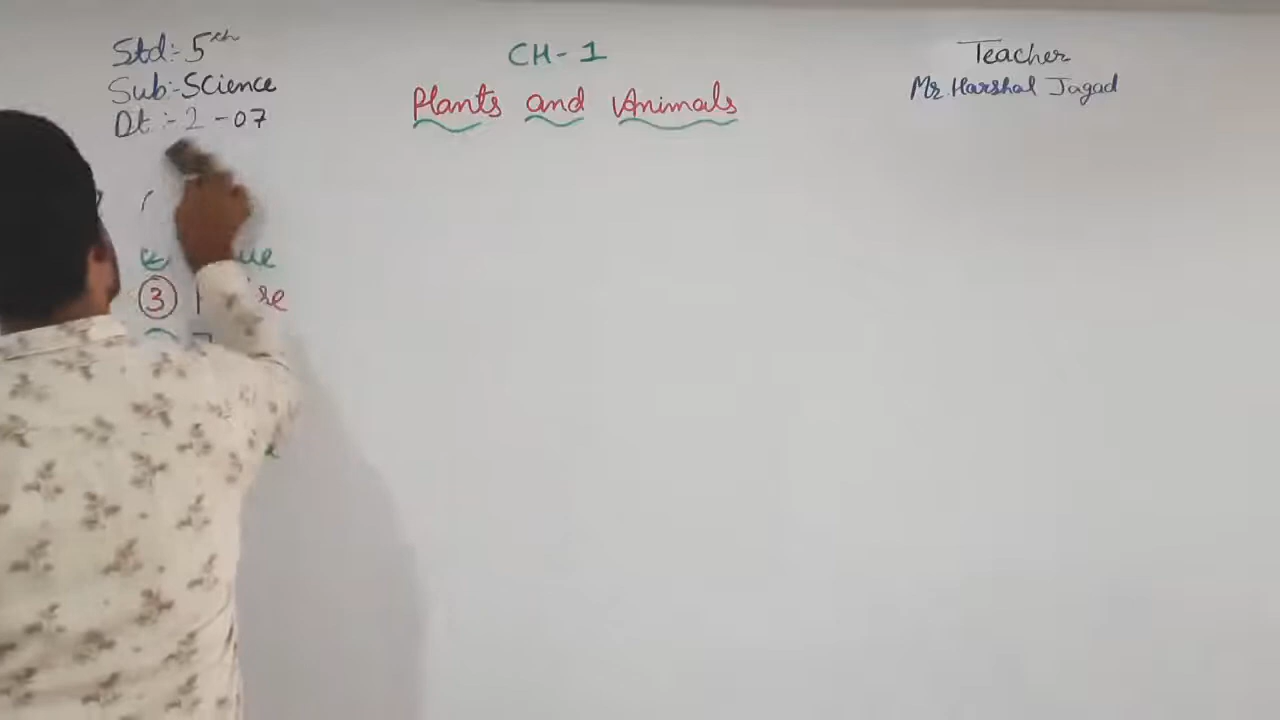 Std:- 5th
Sub:- Science
Dt :- 2 - 07
CH - 1
Plants and Animals
Teacher
Mr. Harshal Jagad
3